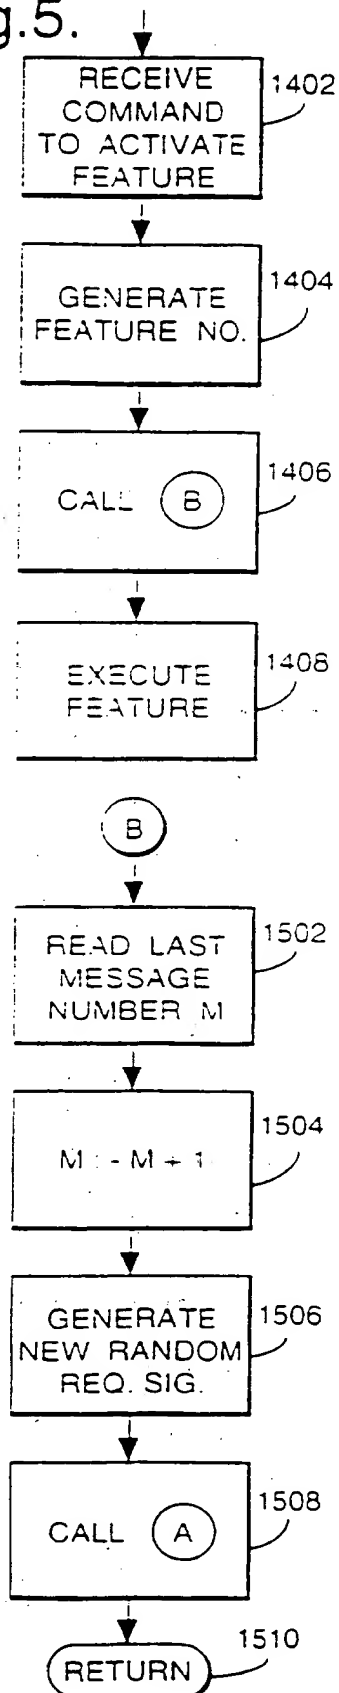 g.5.
RECEIVE
COMMAND
TO ACTIVATE
FEATURE
1402
GENERATE
FEATURE NO.
1404
CALL B
1406
EXECUTE
FEATURE
1408
B
READ LAST
MESSAGE
NUMBER M
1502
M : - M + 1
1504
GENERATE
NEW RANDOM
REQ. SIG.
1506
CALL A
1508
RETURN
1510